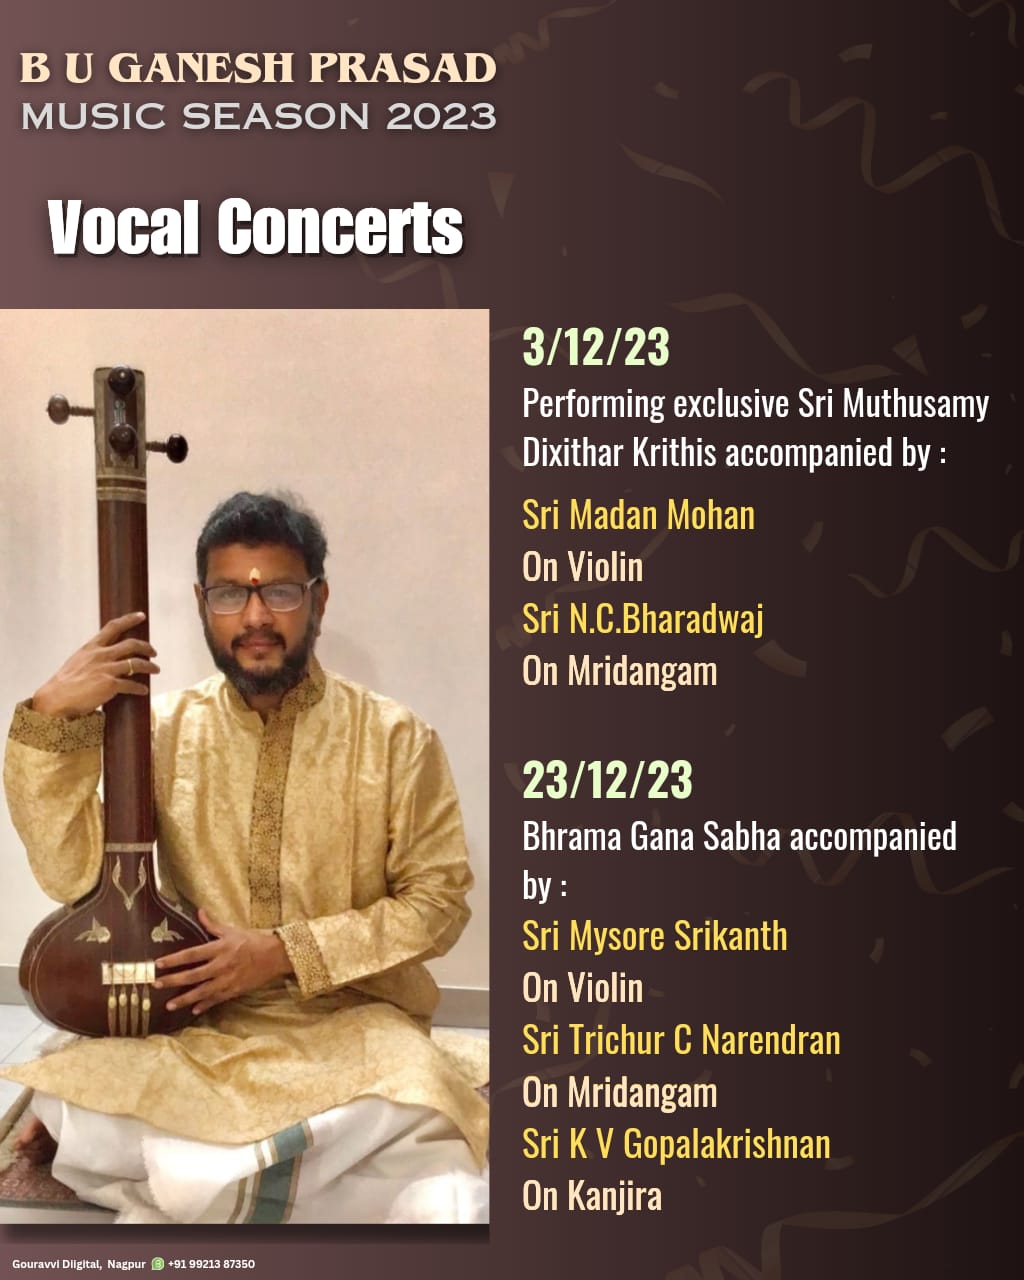 B U GANESH PRASAD
MUSIC SEASON 2023
Vocal Concerts
3/12/23
Performing exclusive Sri Muthusamy
Dixithar Krithis accompanied by :
Sri Madan Mohan
On Violin
Sri N.C.Bharadwaj
On Mridangam
23/12/23
Bhrama Gana Sabha accompanied
by :
Sri Mysore Srikanth
On Violin
Sri Trichur C Narendran
On Mridangam
Sri K V Gopalakrishnan
On Kanjira
Gouravvi Diigital, Nagpur +91 99213 87350